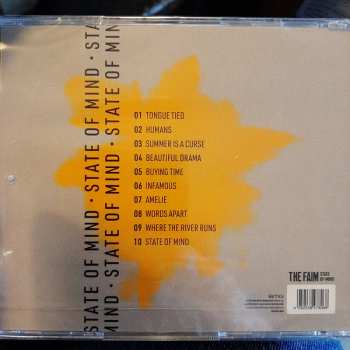 STATE OF MIND • STATE OF MIND • STATE
MIND • STATE OF MIND • STATE OF MIN
01 TONGUE TIED
02 HUMANS
03 SUMMER IS A CURSE
04 BEAUTIFUL DRAMA
05 BUYING TIME
06 INFAMOUS
07 AMELIE
08 WORDS APART
09 WHERE THE RIVER RUNS
10 STATE OF MIND
THE FAIM STATE
OF MIND